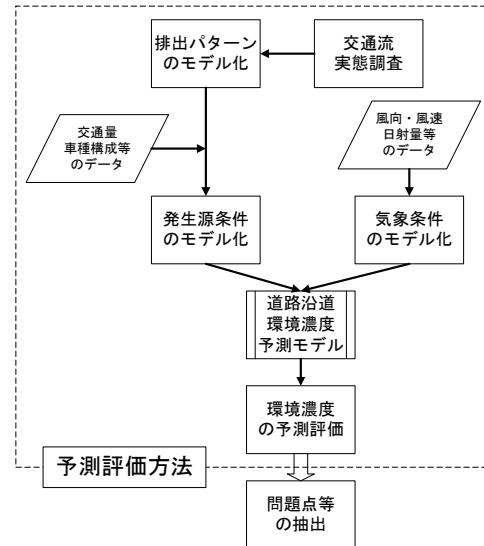 排出パターン
のモデル化
交通流
実態調査
交通量
車種構成等
のデータ
風向・風速
日射量等
のデータ
発生源条件
のモデル化
気象条件
のモデル化
道路沿道
環境濃度
予測モデル
環境濃度
の予測評価
予測評価方法
問題点等
の抽出